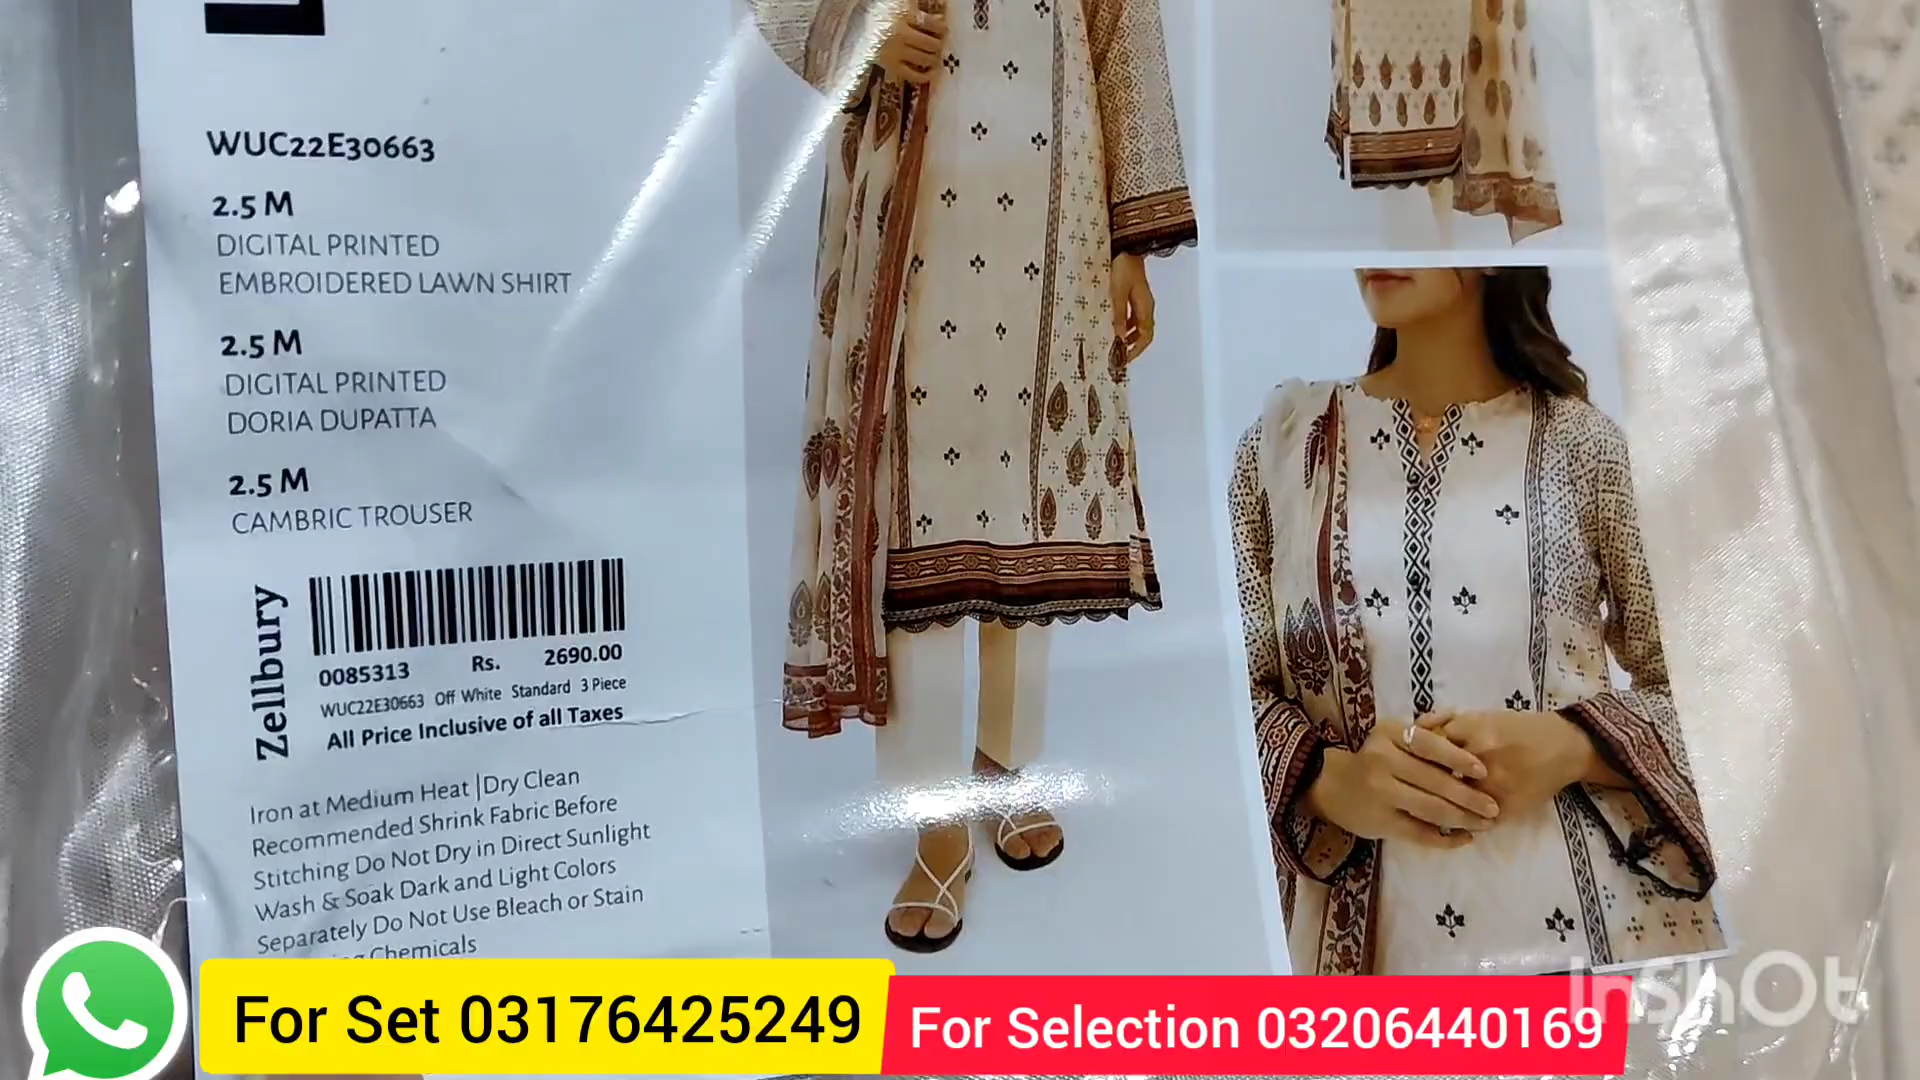 WUC22E30663
2.5 M
DIGITAL PRINTED
EMBROIDERED LAWN SHIRT
2.5 M
DIGITAL PRINTED
DORIA DUPATTA
2.5 M
CAMBRIC TROUSER
Zellbury
0085313 Rs. 2690.00
WUC22E30663 Off White Standard 3 Piece
All Price Inclusive of all Taxes
Iron at Medium Heat |Dry Clean
Recommended Shrink Fabric Before
Stitching Do Not Dry in Direct Sunlight
Wash & Soak Dark and Light Colors
Separately Do Not Use Bleach or Stain
Chemicals
For Set 03176425249
For Selection 03206440169
InShOt